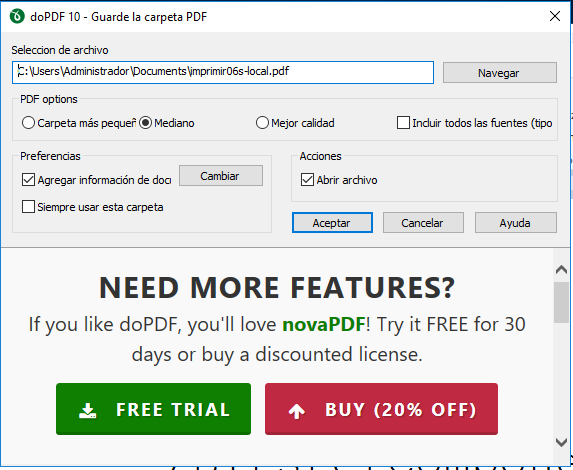 doPDF 10 - Guarde la carpeta PDF
Seleccion de archivo
C:\Users\Administrador\Documents\imprimir06s-local.pdf
Navegar
PDF options
Carpeta más pequeñ
Mediano
Mejor calidad
Incluir todos las fuentes (tipo
Preferencias
Acciones
Agregar información de docu
Cambiar
Abrir archivo
Siempre usar esta carpeta
Aceptar
Cancelar
Ayuda
NEED MORE FEATURES?
If you like doPDF, you'll love novaPDF! Try it FREE for 30
days or buy a discounted license.
FREE TRIAL
BUY (20% OFF)